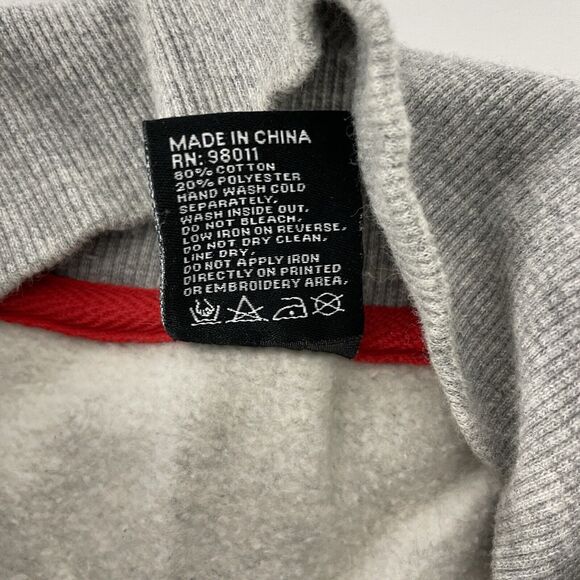 MADE IN CHINA
RN: 98011
80% COTTON
20% POLYESTER
HAND WASH COLD
SEPARATELY,
WASH INSIDE OUT,
DO NOT BLEACH,
LOW IRON ON REVERSE,
DO NOT DRY CLEAN,
LINE DRY,
DO NOT APPLY IRON
DIRECTLY ON PRINTED
OR EMBROIDERY AREA,